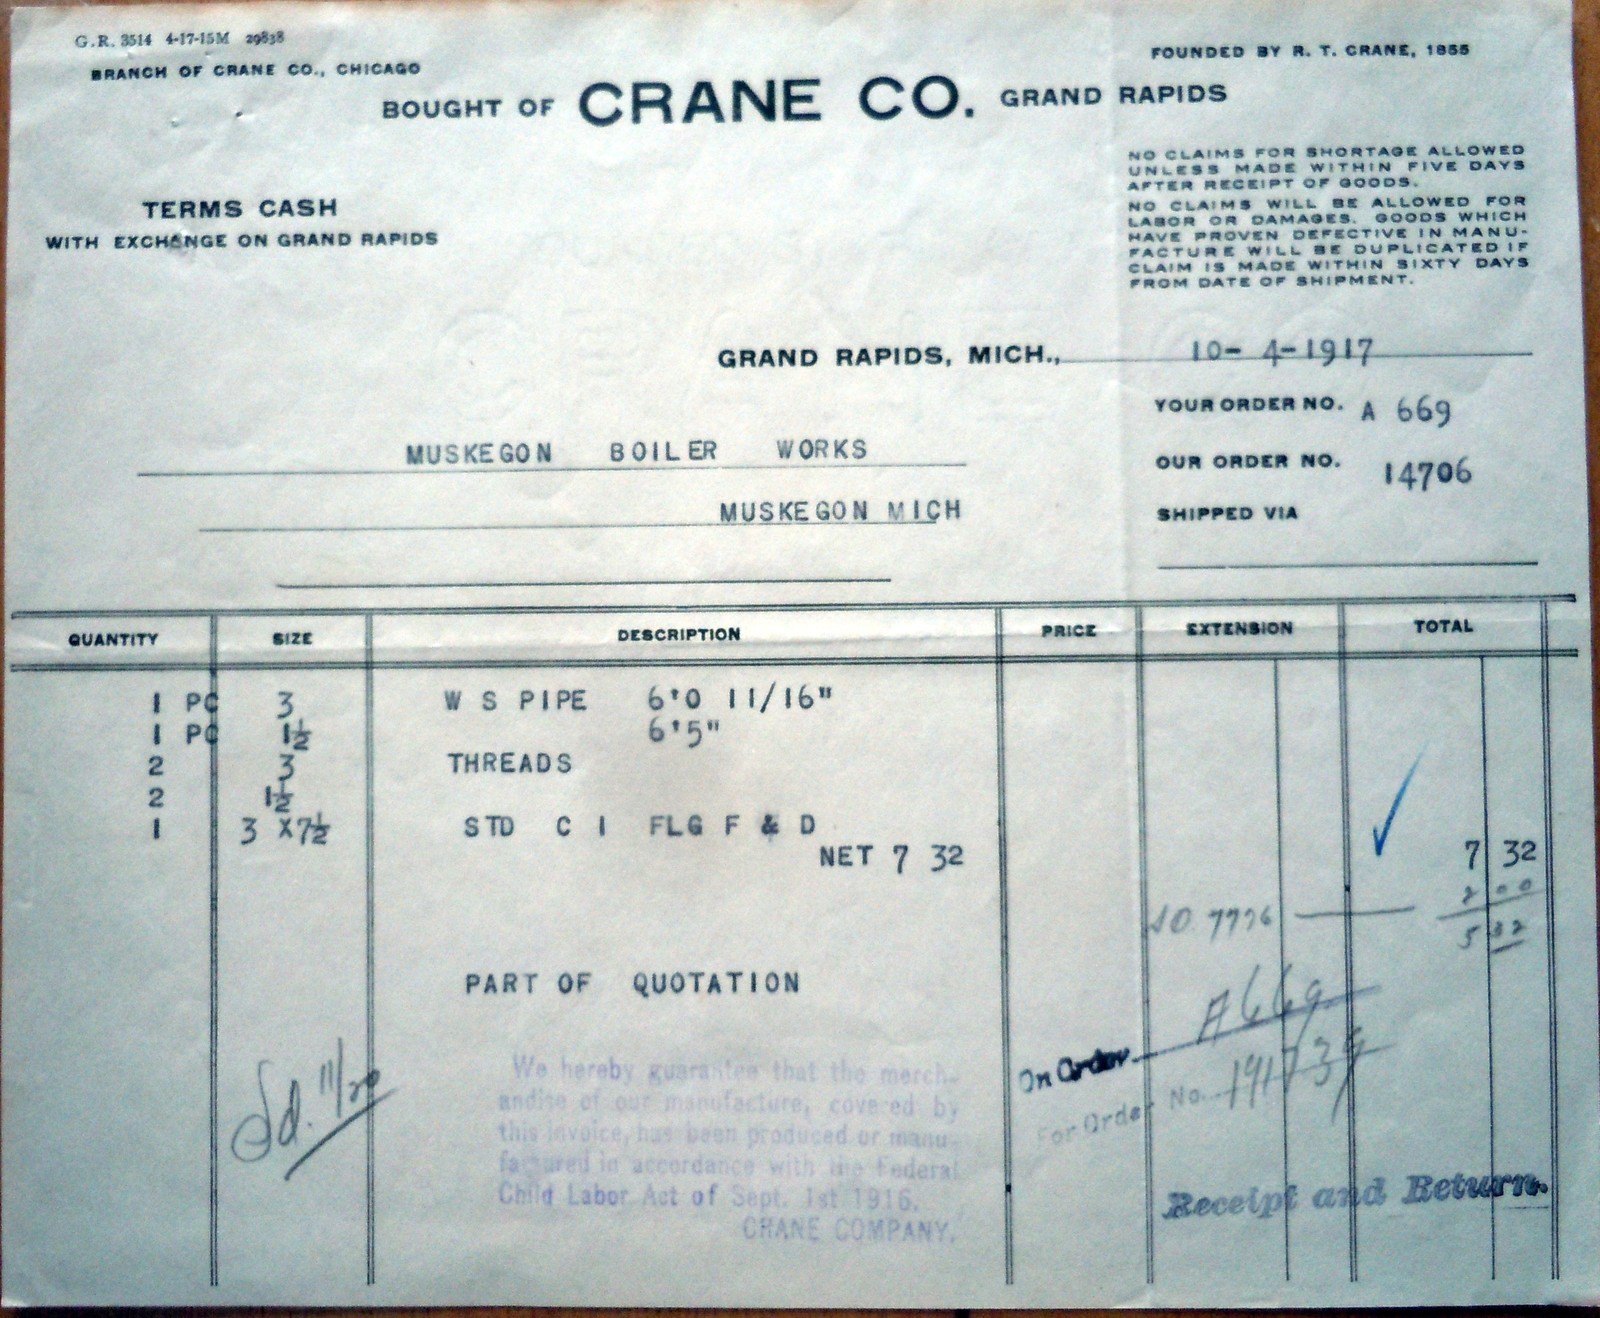 G.R. 3514 4-17-15M 29838
BRANCH OF CRANE CO., CHICAGO
FOUNDED BY R. T. CRANE, 1855
BOUGHT OF CRANE CO. GRAND RAPIDS
NO CLAIMS FOR SHORTAGE ALLOWED
UNLESS MADE WITHIN FIVE DAYS
AFTER RECEIPT OF GOODS.
NO CLAIMS WILL BE ALLOWED FOR
LABOR OR DAMAGES. GOODS WHICH
HAVE PROVEN DEFECTIVE IN MANU-
FACTURE WILL BE DUPLICATED IF
CLAIM IS MADE WITHIN SIXTY DAYS
FROM DATE OF SHIPMENT.
TERMS CASH
WITH EXCHANGE ON GRAND RAPIDS
GRAND RAPIDS, MICH., 10- 4-1917
YOUR ORDER NO. A 669
MUSKEGON BOILER WORKS
OUR ORDER NO. 14706
MUSKEGON MICH
SHIPPED VIA
QUANTITY SIZE DESCRIPTION PRICE EXTENSION TOTAL
1 PC 3 W S PIPE 6'0 11/16"
1 PC 1½ 6'5"
2 3 THREADS
2 1½
1 3 X7½ STD C I FLG F & D
NET 7 32 7 32
2 00
7726 5 32
PART OF QUOTATION
A669
On Order
For Order No. 191739
11/20
We hereby guarantee that the merch-
andise of our manufacture, covered by
this invoice, has been produced or manu-
factured in accordance with the Federal
Child Labor Act of Sept. 1st 1916.
CRANE COMPANY.
Receipt and Return.